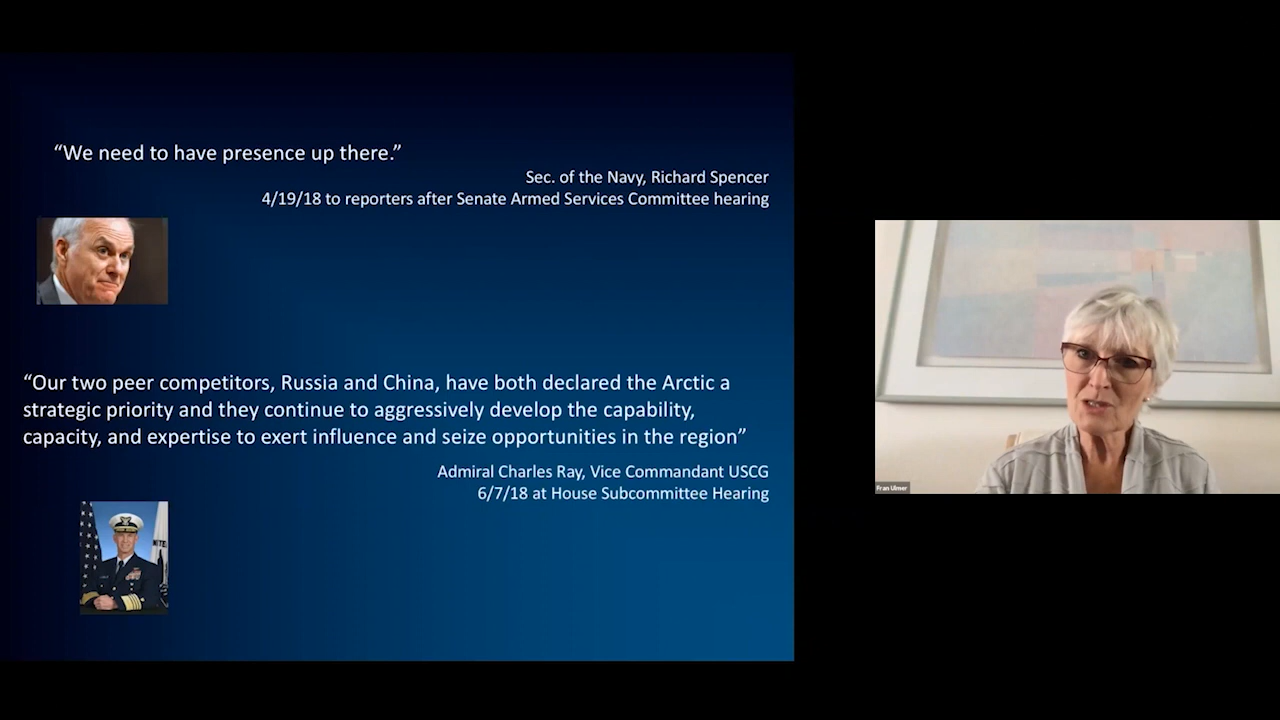 “We need to have presence up there.”
Sec. of the Navy, Richard Spencer
4/19/18 to reporters after Senate Armed Services Committee hearing
“Our two peer competitors, Russia and China, have both declared the Arctic a
strategic priority and they continue to aggressively develop the capability,
capacity, and expertise to exert influence and seize opportunities in the region”
Admiral Charles Ray, Vice Commandant USCG
6/7/18 at House Subcommittee Hearing
Fran Ulmer